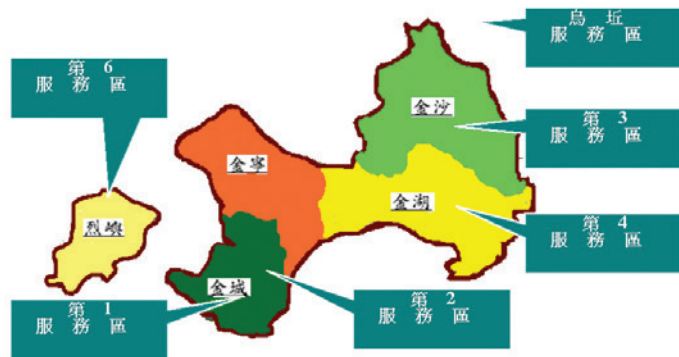 烏 坵
服 務 區
第 6
服 務 區
金沙
第 3
服 務 區
金寧
金湖
烈嶼
第 4
服 務 區
金城
第 1
服 務 區
第 2
服 務 區